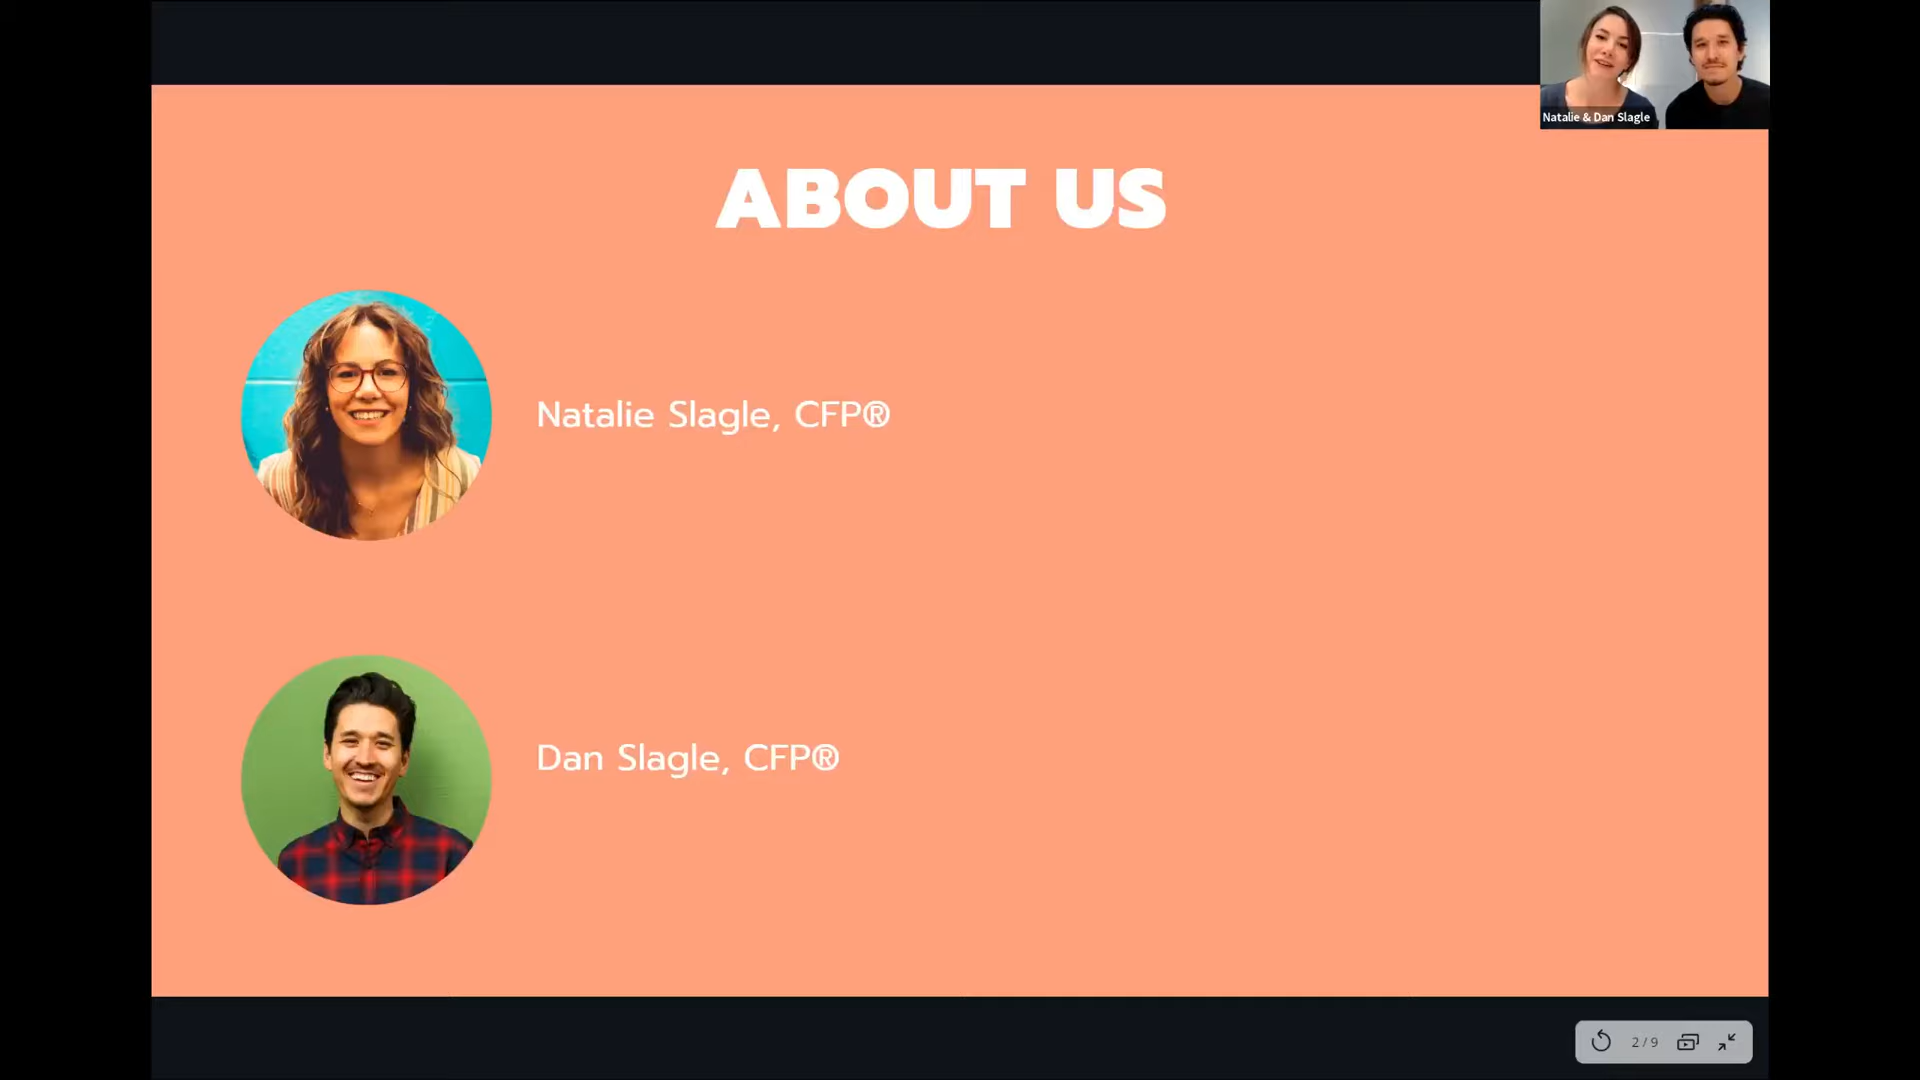 Natalie & Dan Slagle
ABOUT US
Natalie Slagle, CFP®
Dan Slagle, CFP®
2 / 9